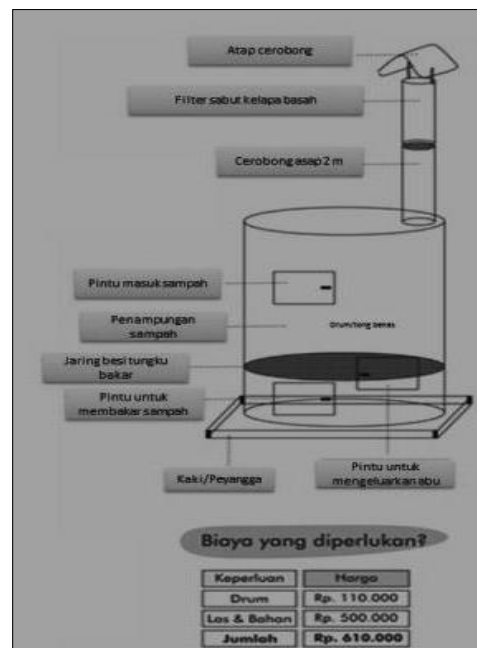 Atap cerobong
Filter sabut kelapa basah
Cerobong asap 2 m
Pintu masuk sampah
Penampungan
sampah
Drum/tong bekas
Jaring besi tungku
bakar
Pintu untuk
membakar sampah
Kaki/Peyangga
Pintu untuk
mengeluarkan abu
Biaya yang diperlukan?
Keperluan Harga
Drum Rp. 110.000
Las & Bahan Rp. 500.000
Jumlah Rp. 610.000